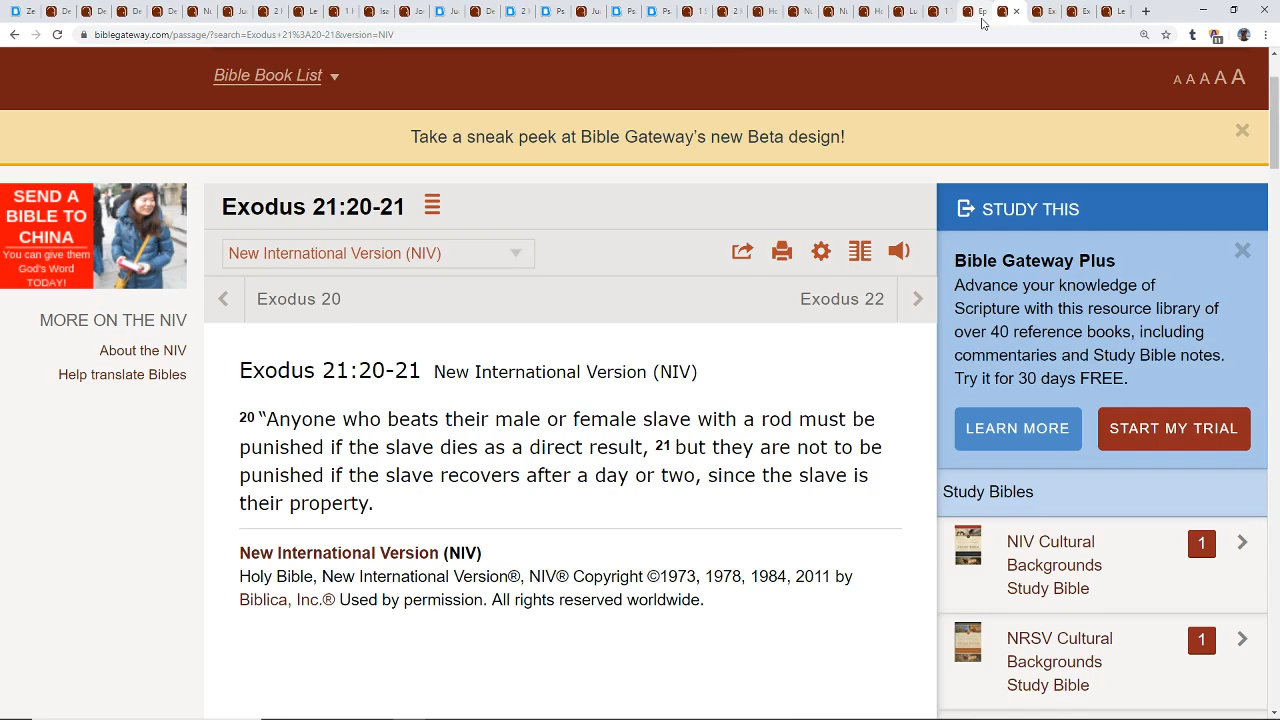 biblegateway.com/passage/?search=Exodus+21%3A20-21&version=NIV
Bible Book List
A A A A A
Take a sneak peek at Bible Gateway's new Beta design!
SEND A
BIBLE TO
CHINA
You can give them
God's Word
TODAY!
MORE ON THE NIV
About the NIV
Help translate Bibles
Exodus 21:20-21
New International Version (NIV)
Exodus 20
Exodus 22
Exodus 21:20-21 New International Version (NIV)
20 "Anyone who beats their male or female slave with a rod must be
punished if the slave dies as a direct result, 21 but they are not to be
punished if the slave recovers after a day or two, since the slave is
their property.
New International Version (NIV)
Holy Bible, New International Version®, NIV® Copyright ©1973, 1978, 1984, 2011 by
Biblica, Inc.® Used by permission. All rights reserved worldwide.
STUDY THIS
Bible Gateway Plus
Advance your knowledge of
Scripture with this resource library of
over 40 reference books, including
commentaries and Study Bible notes.
Try it for 30 days FREE.
LEARN MORE
START MY TRIAL
Study Bibles
NIV Cultural
Backgrounds
Study Bible
1
NRSV Cultural
Backgrounds
Study Bible
1